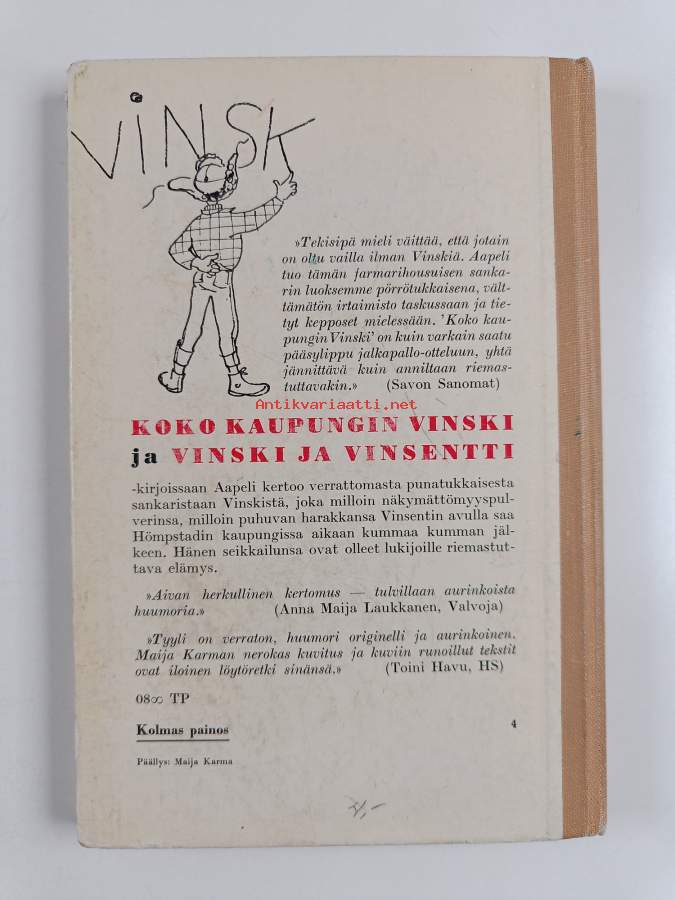 VINSK
»Tekisipä mieli väittää, että jotain
on oltu vailla ilman Vinskiä. Aapeli
tuo tämän farmarihousuisen sanka-
rin luoksemme pörrötukkaisena, vält-
tämätön irtaimisto taskussaan ja tie-
tyt kepposet mielessään. 'Koko kau-
pungin Vinski' on kuin varkain saatu
pääsylippu jalkapallo-otteluun, yhtä
jännittävä kuin anniltaan riemas-
tuttavakin.» (Savon Sanomat)
Antikvariaatti.net
KOKO KAUPUNGIN VINSKI
ja VINSKI JA VINSENTTI
-kirjoissaan Aapeli kertoo verrattomasta punatukkaisesta
sankaristaan Vinskistä, joka milloin näkymättömyyspul-
verinsa, milloin puhuvan harakkansa Vinsentin avulla saa
Hömpstadin kaupungissa aikaan kummaa kumman jäl-
keen. Hänen seikkailunsa ovat olleet lukijoille riemastut-
tava elämys.
»Aivan herkullinen kertomus — tulvillaan aurinkoista
huumoria.» (Anna Maija Laukkanen, Valvoja)
»Tyyli on verraton, huumori originelli ja aurinkoinen.
Maija Karman nerokas kuvitus ja kuviin runoillut tekstit
ovat iloinen löytöretki sinänsä.» (Toini Havu, HS)
08∞ TP
Kolmas painos 4
Päällys: Maija Karma